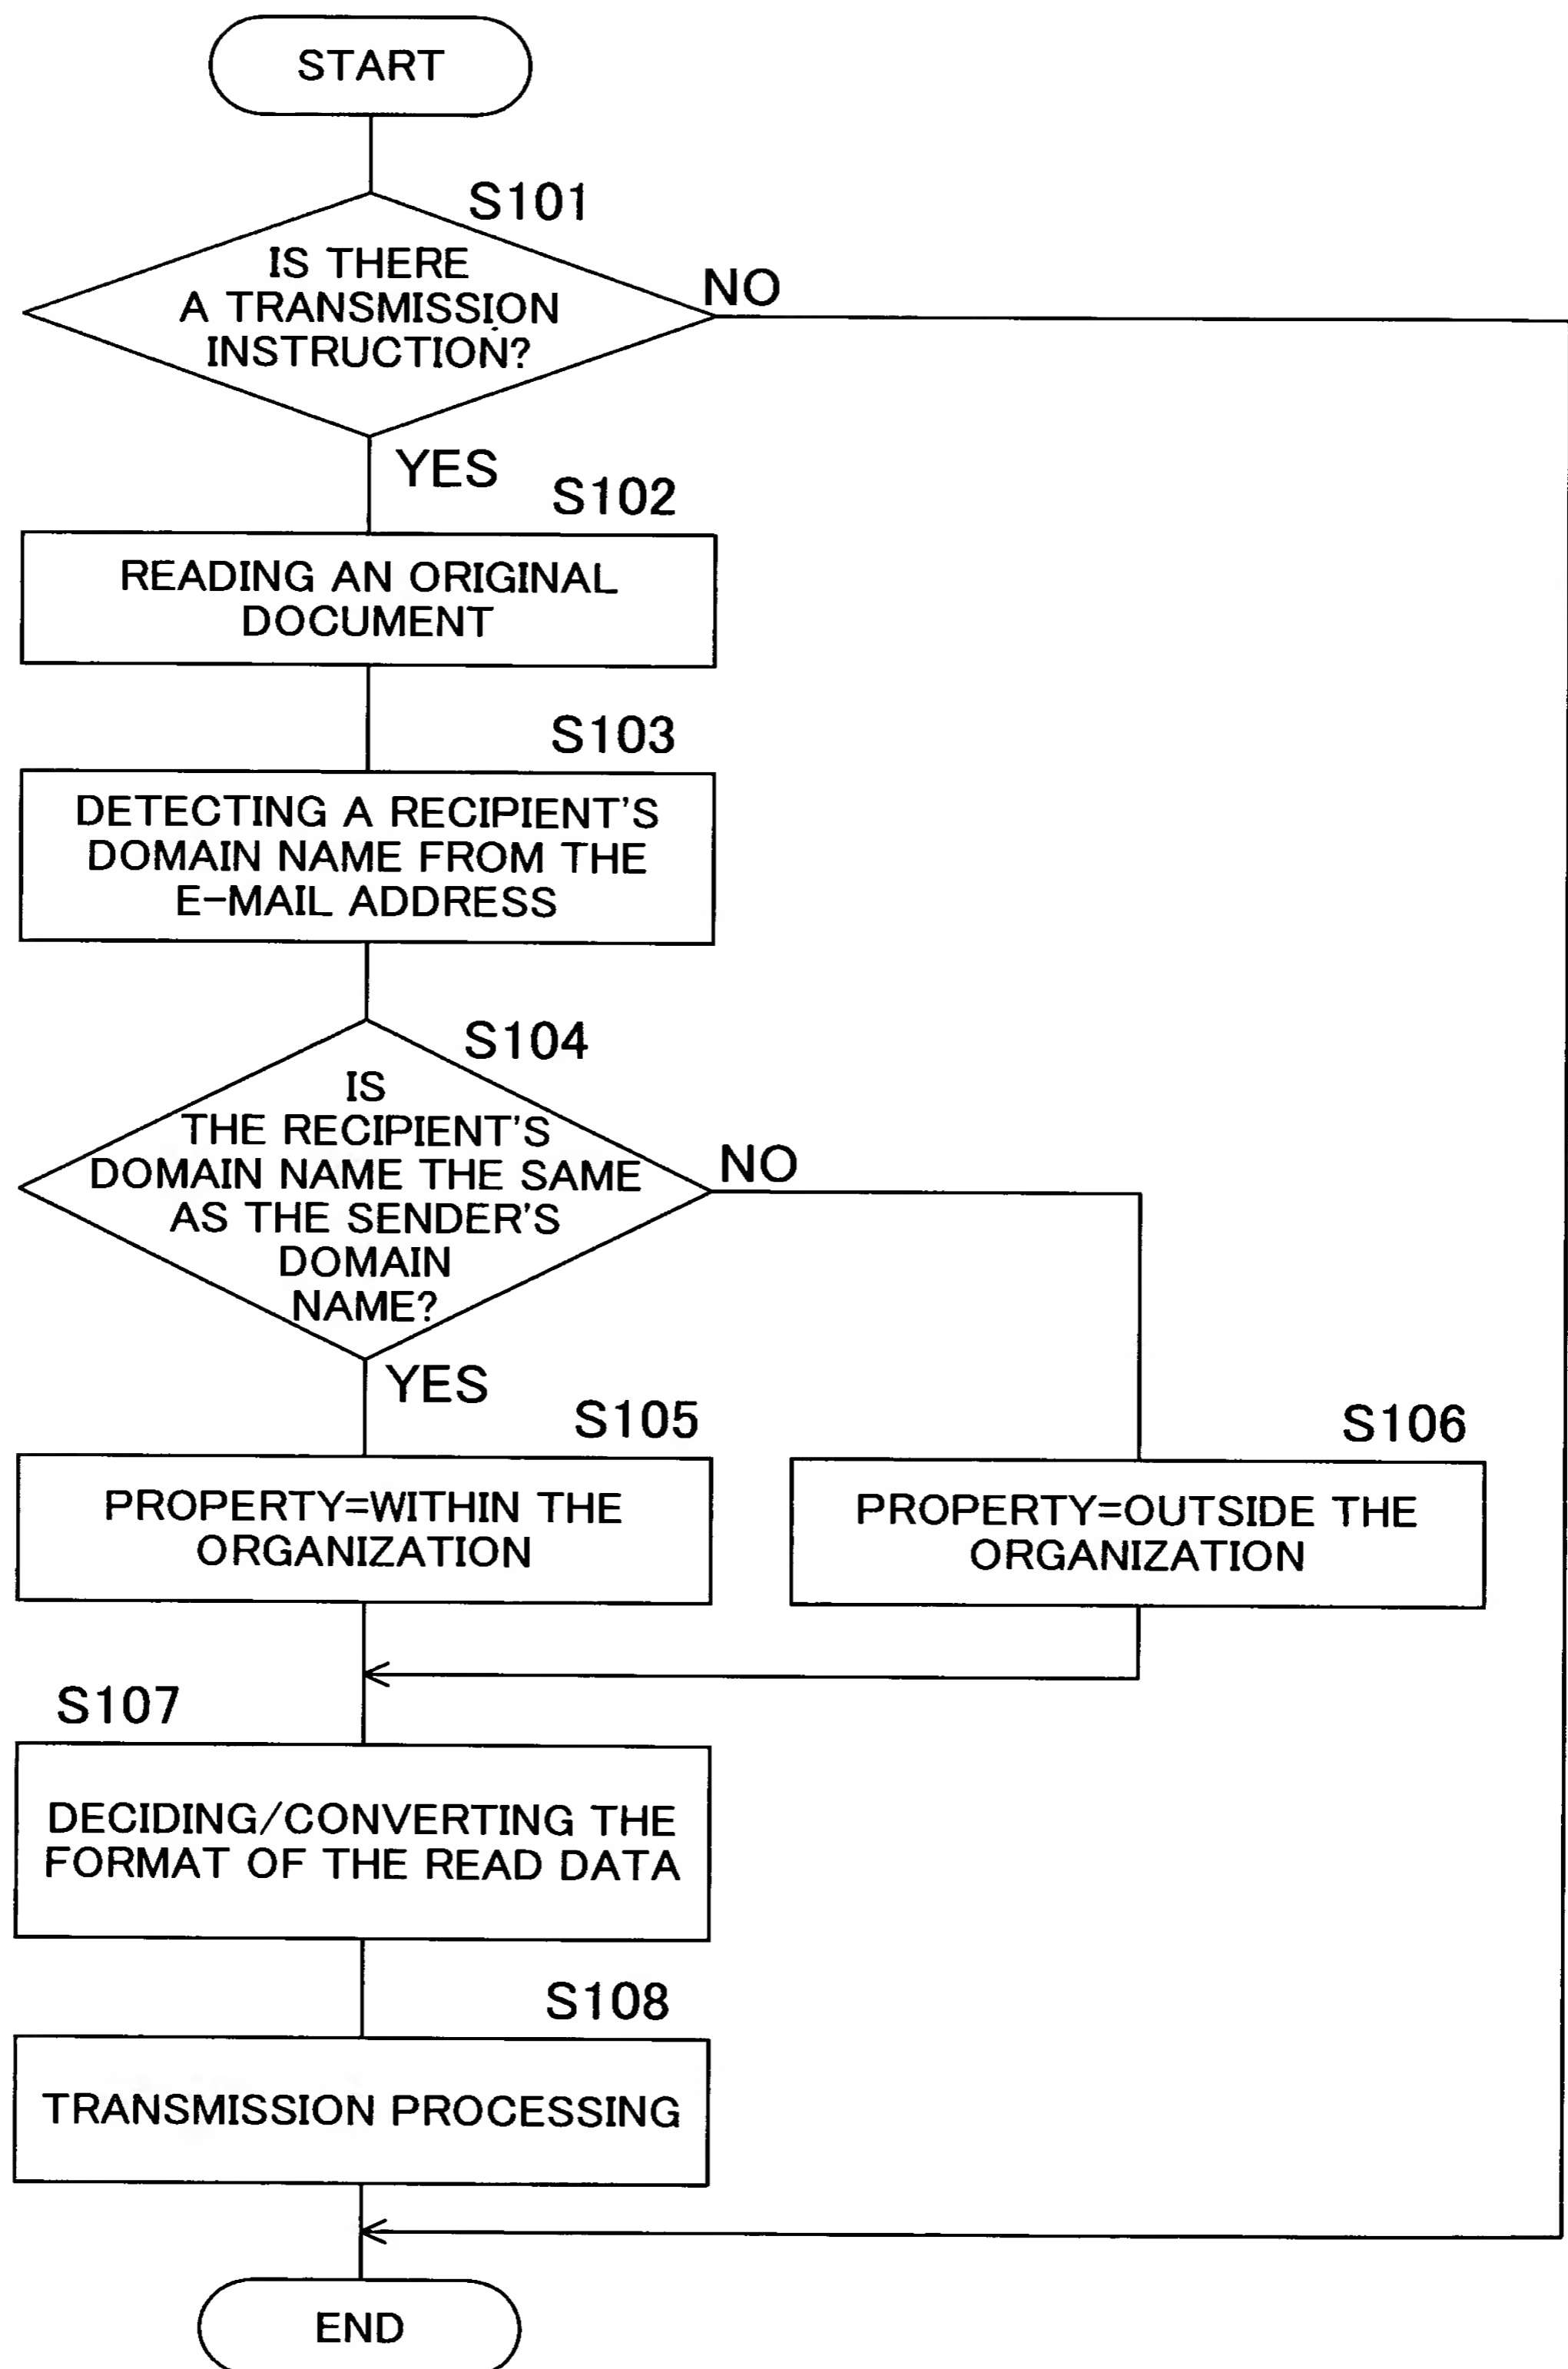 START
S101
IS THERE
A TRANSMISSION
INSTRUCTION?
NO
YES
S102
READING AN ORIGINAL
DOCUMENT
S103
DETECTING A RECIPIENT'S
DOMAIN NAME FROM THE
E-MAIL ADDRESS
S104
IS
THE RECIPIENT'S
DOMAIN NAME THE SAME
AS THE SENDER'S
DOMAIN
NAME?
NO
YES
S105
PROPERTY=WITHIN THE
ORGANIZATION
S106
PROPERTY=OUTSIDE THE
ORGANIZATION
S107
DECIDING/CONVERTING THE
FORMAT OF THE READ DATA
S108
TRANSMISSION PROCESSING
END